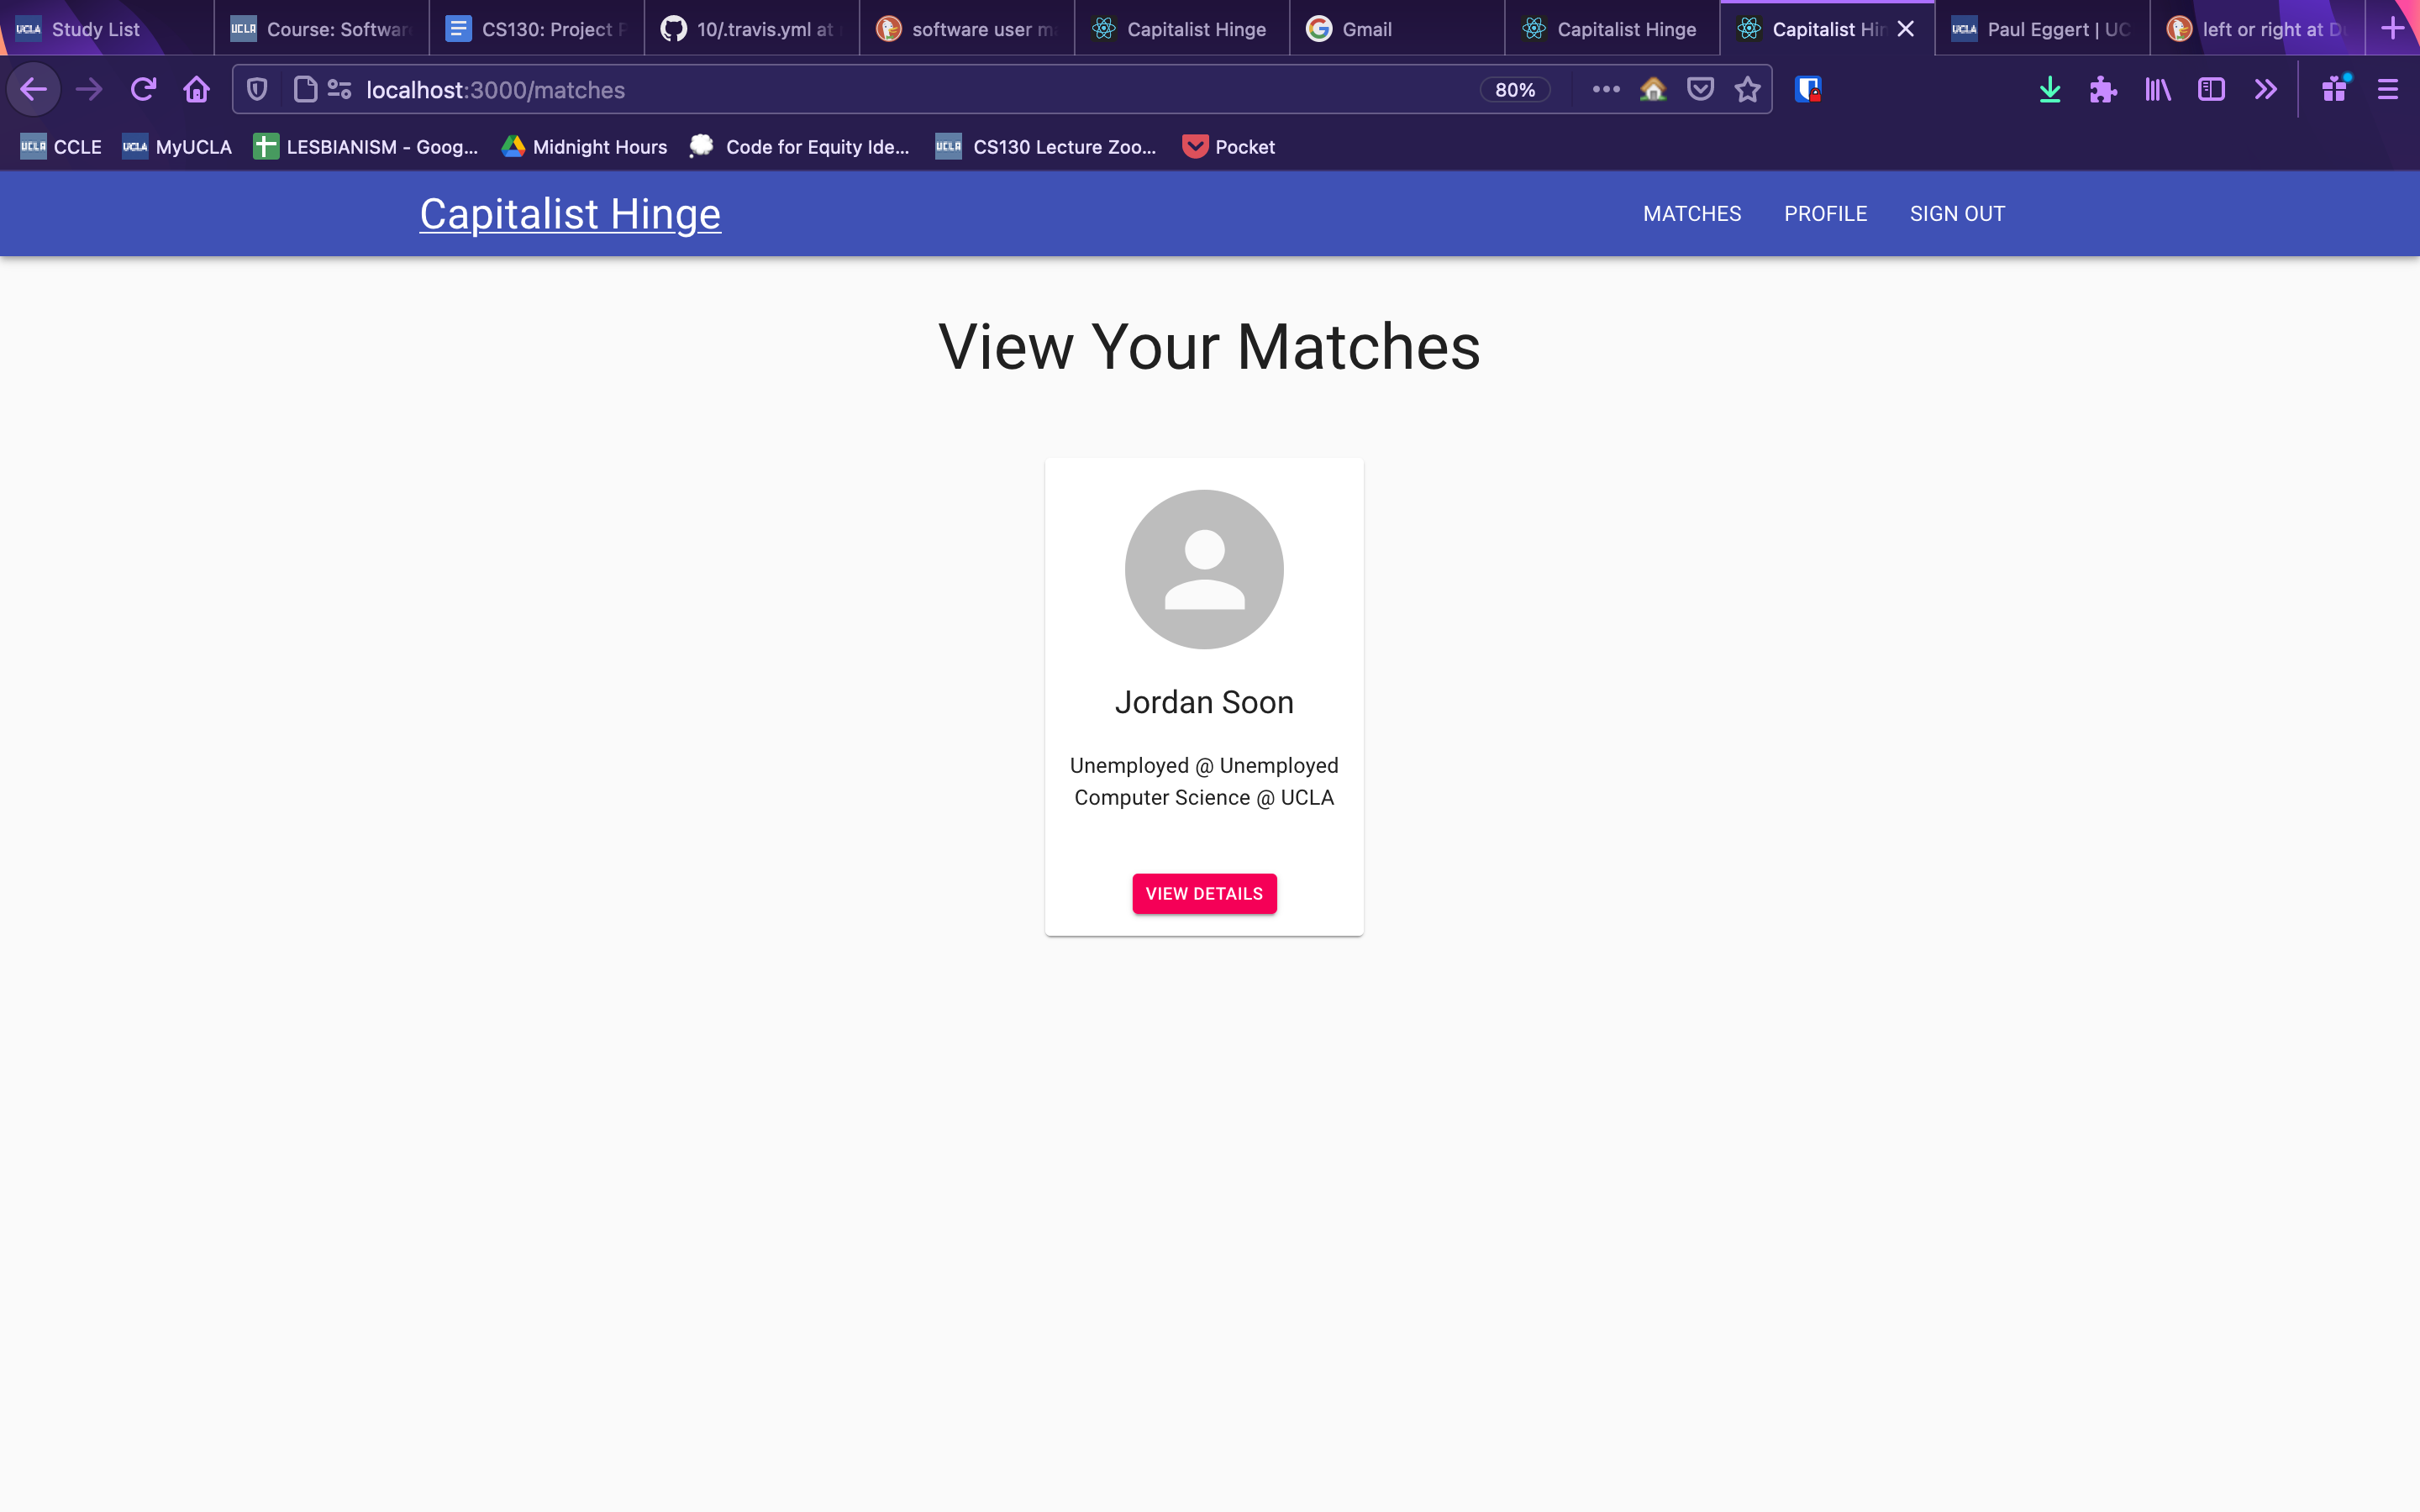 Study List
Course: Softwar
CS130: Project
10/.travis.yml at
software user m
Capitalist Hinge
Gmail
Capitalist Hinge
Capitalist Hin
Paul Eggert | UC
left or right at D
localhost:3000/matches
80%
CCLE
MyUCLA
LESBIANISM - Goog...
Midnight Hours
Code for Equity Ide...
CS130 Lecture Zoo...
Pocket
Capitalist Hinge
MATCHES
PROFILE
SIGN OUT
View Your Matches
Jordan Soon
Unemployed @ Unemployed
Computer Science @ UCLA
VIEW DETAILS